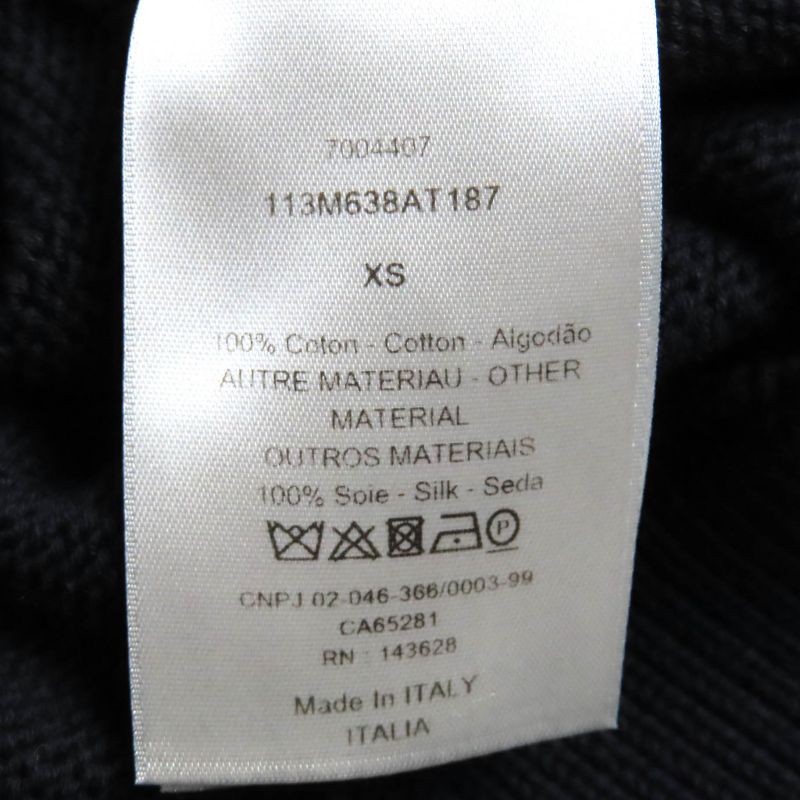 7004407
113M638AT187
XS
100% Coton - Cotton - Algodão
AUTRE MATERIAU - OTHER
MATERIAL
OUTROS MATERIAIS
100% Soie - Silk - Seda
P
CNPJ 02-046-366/0003-99
CA65281
RN : 143628
Made In ITALY
ITALIA